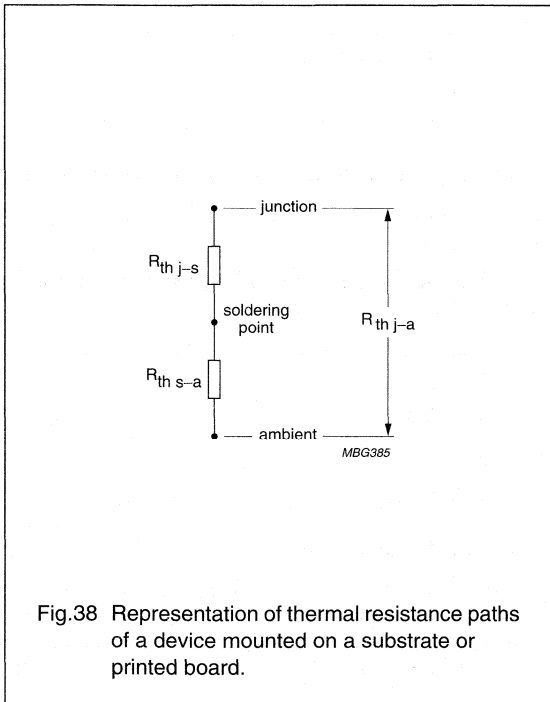 junction
R th j–s
soldering
point
R th j–a
R th s–a
ambient
MBG385
Fig.38 Representation of thermal resistance paths
of a device mounted on a substrate or
printed board.